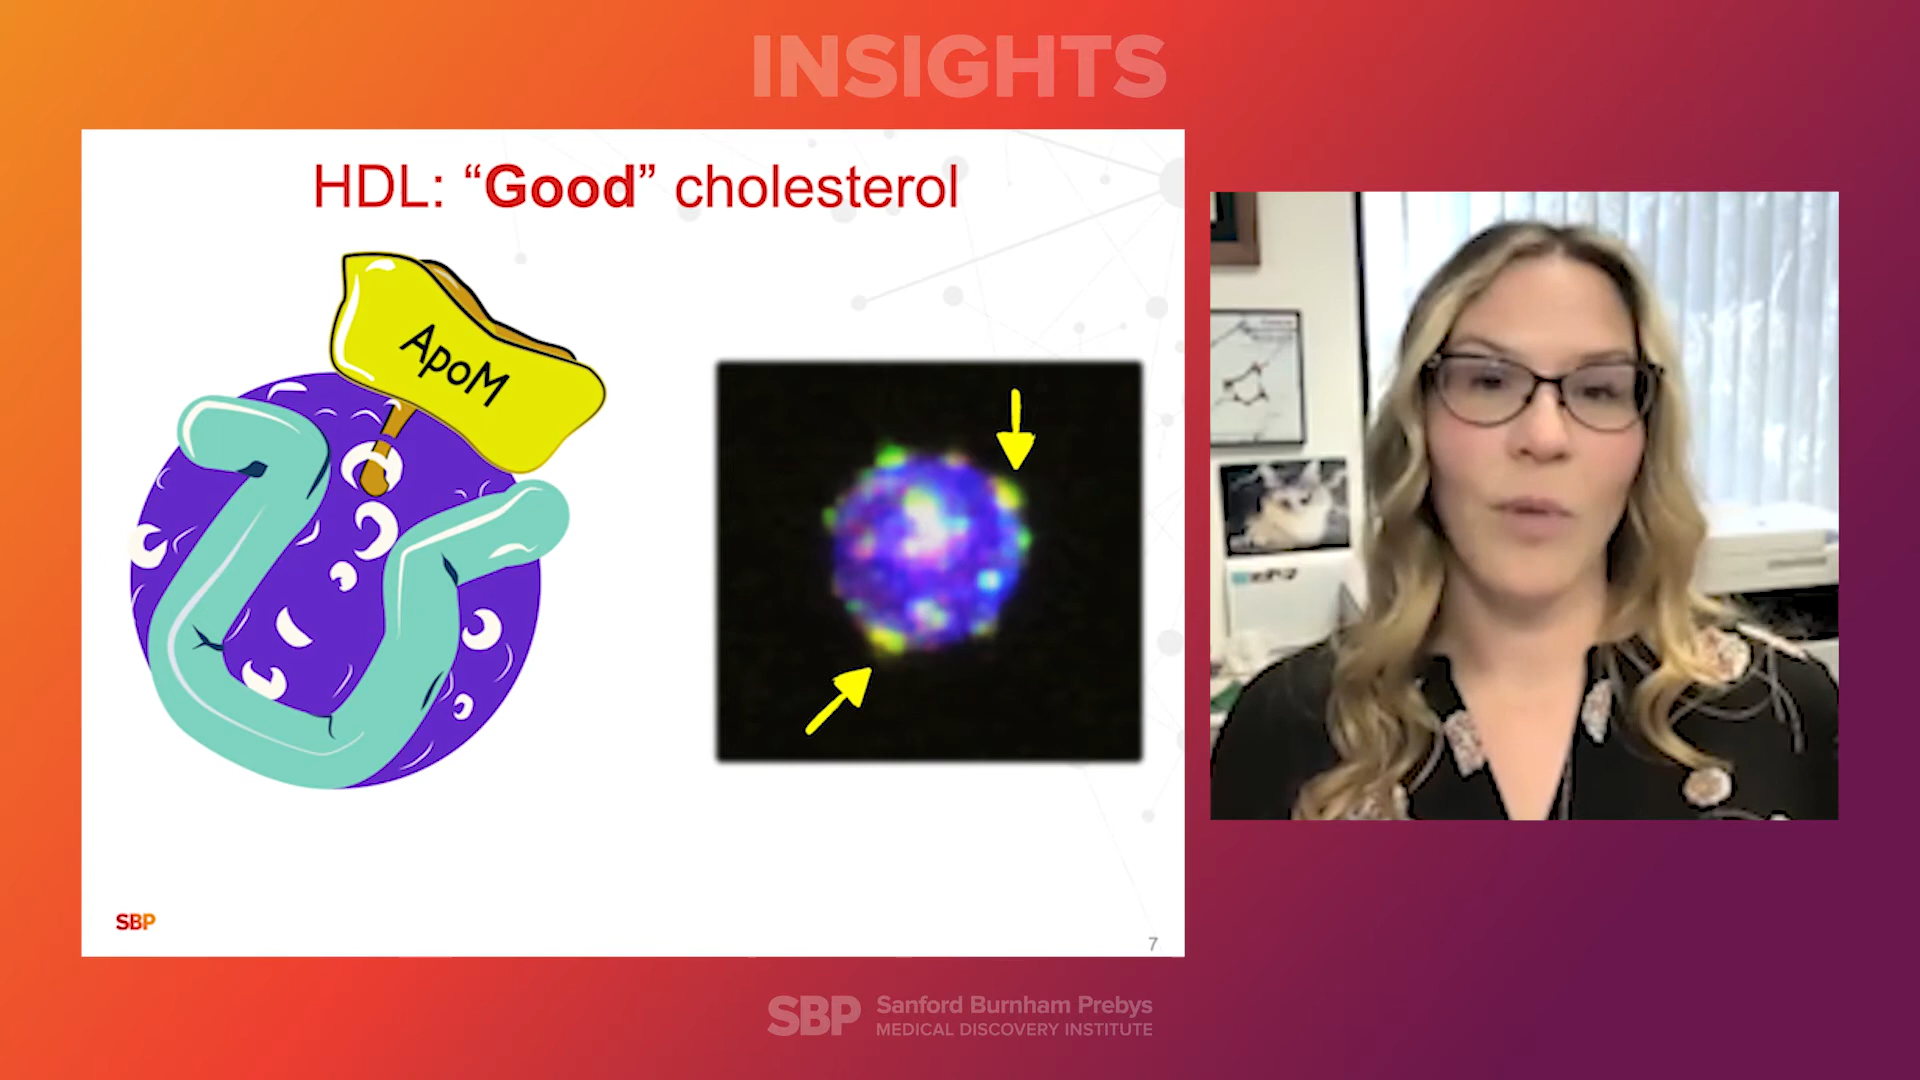 INSIGHTS
HDL: “Good” cholesterol
ApoM
SBP
7
SBP Sanford Burnham Prebys
MEDICAL DISCOVERY INSTITUTE